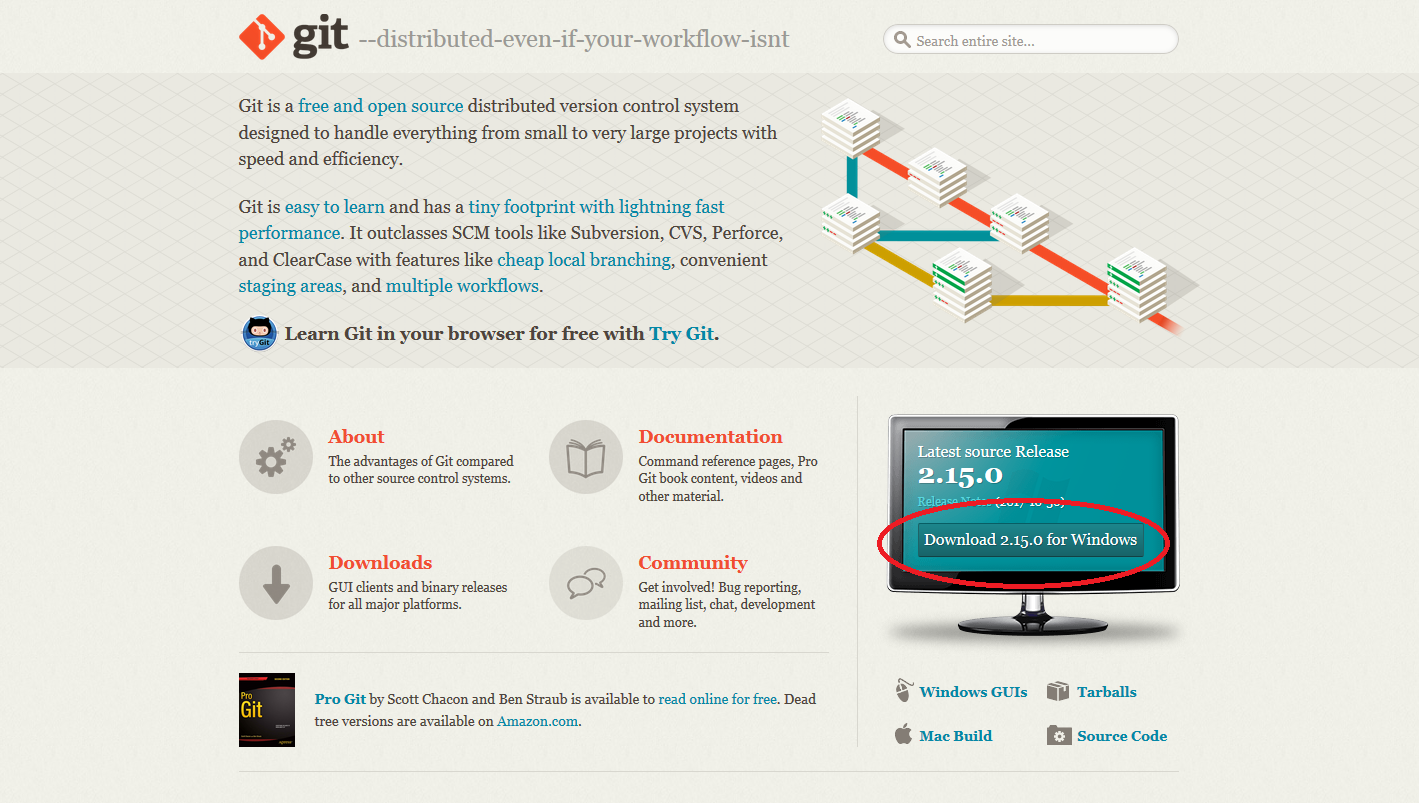 git --distributed-even-if-your-workflow-isnt
Search entire site...
Git is a free and open source distributed version control system
designed to handle everything from small to very large projects with
speed and efficiency.
Git is easy to learn and has a tiny footprint with lightning fast
performance. It outclasses SCM tools like Subversion, CVS, Perforce,
and ClearCase with features like cheap local branching, convenient
staging areas, and multiple workflows.
TryGit
Learn Git in your browser for free with Try Git.
About
The advantages of Git compared
to other source control systems.
Documentation
Command reference pages, Pro
Git book content, videos and
other material.
Downloads
GUI clients and binary releases
for all major platforms.
Community
Get involved! Bug reporting,
mailing list, chat, development
and more.
Pro
Git
Pro Git by Scott Chacon and Ben Straub is available to read online for free. Dead
tree versions are available on Amazon.com.
Latest source Release
2.15.0
Release Notes (2017-10-30)
Download 2.15.0 for Windows
Windows GUIs
Tarballs
Mac Build
Source Code